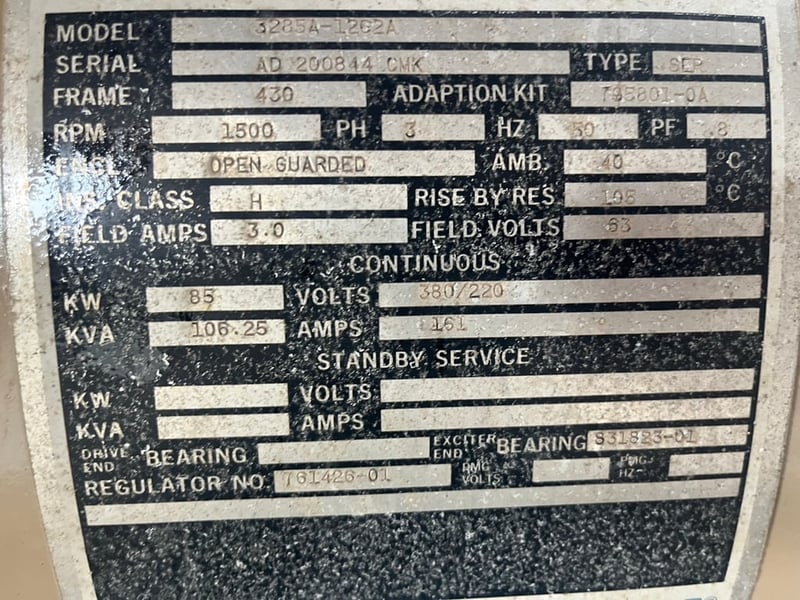 MODEL 3285A-1202A
SERIAL AD 200844 CMK TYPE SER
FRAME 430 ADAPTION KIT 795801-0A
RPM 1500 PH 3 HZ 50 PF .8
ENCL OPEN GUARDED AMB. 40 °C
INS. CLASS H RISE BY RES 105 °C
FIELD AMPS 3.0 FIELD VOLTS 63
CONTINUOUS
KW 85 VOLTS 380/220
KVA 106.25 AMPS 161
STANDBY SERVICE
KW VOLTS
KVA AMPS
DRIVE END BEARING EXCITER END BEARING 831823-01
REGULATOR NO. 761426-01 PMG VOLTS PMG HZ